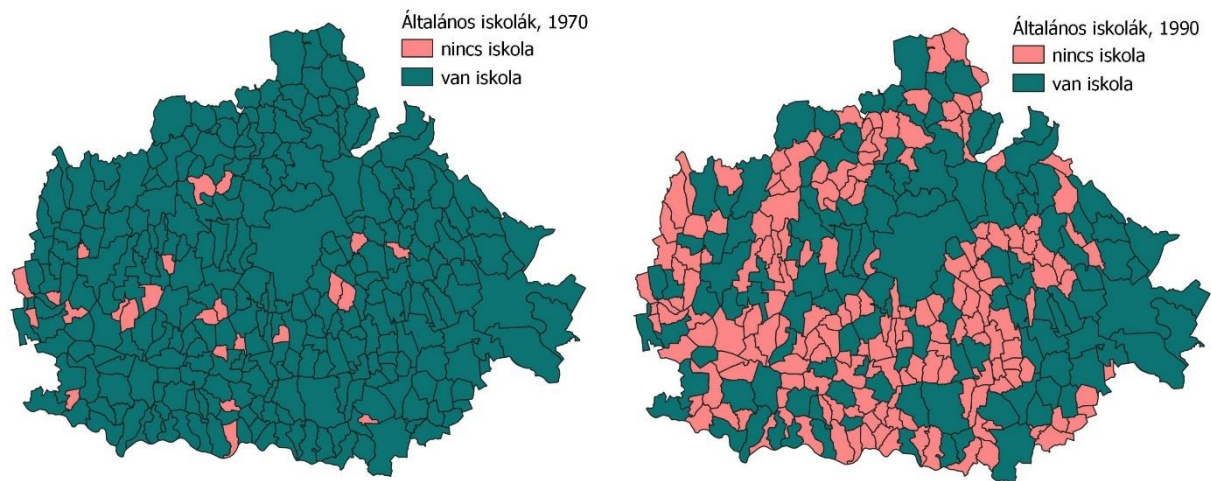 Általános iskolák, 1970
nincs iskola
van iskola
Általános iskolák, 1990
nincs iskola
van iskola